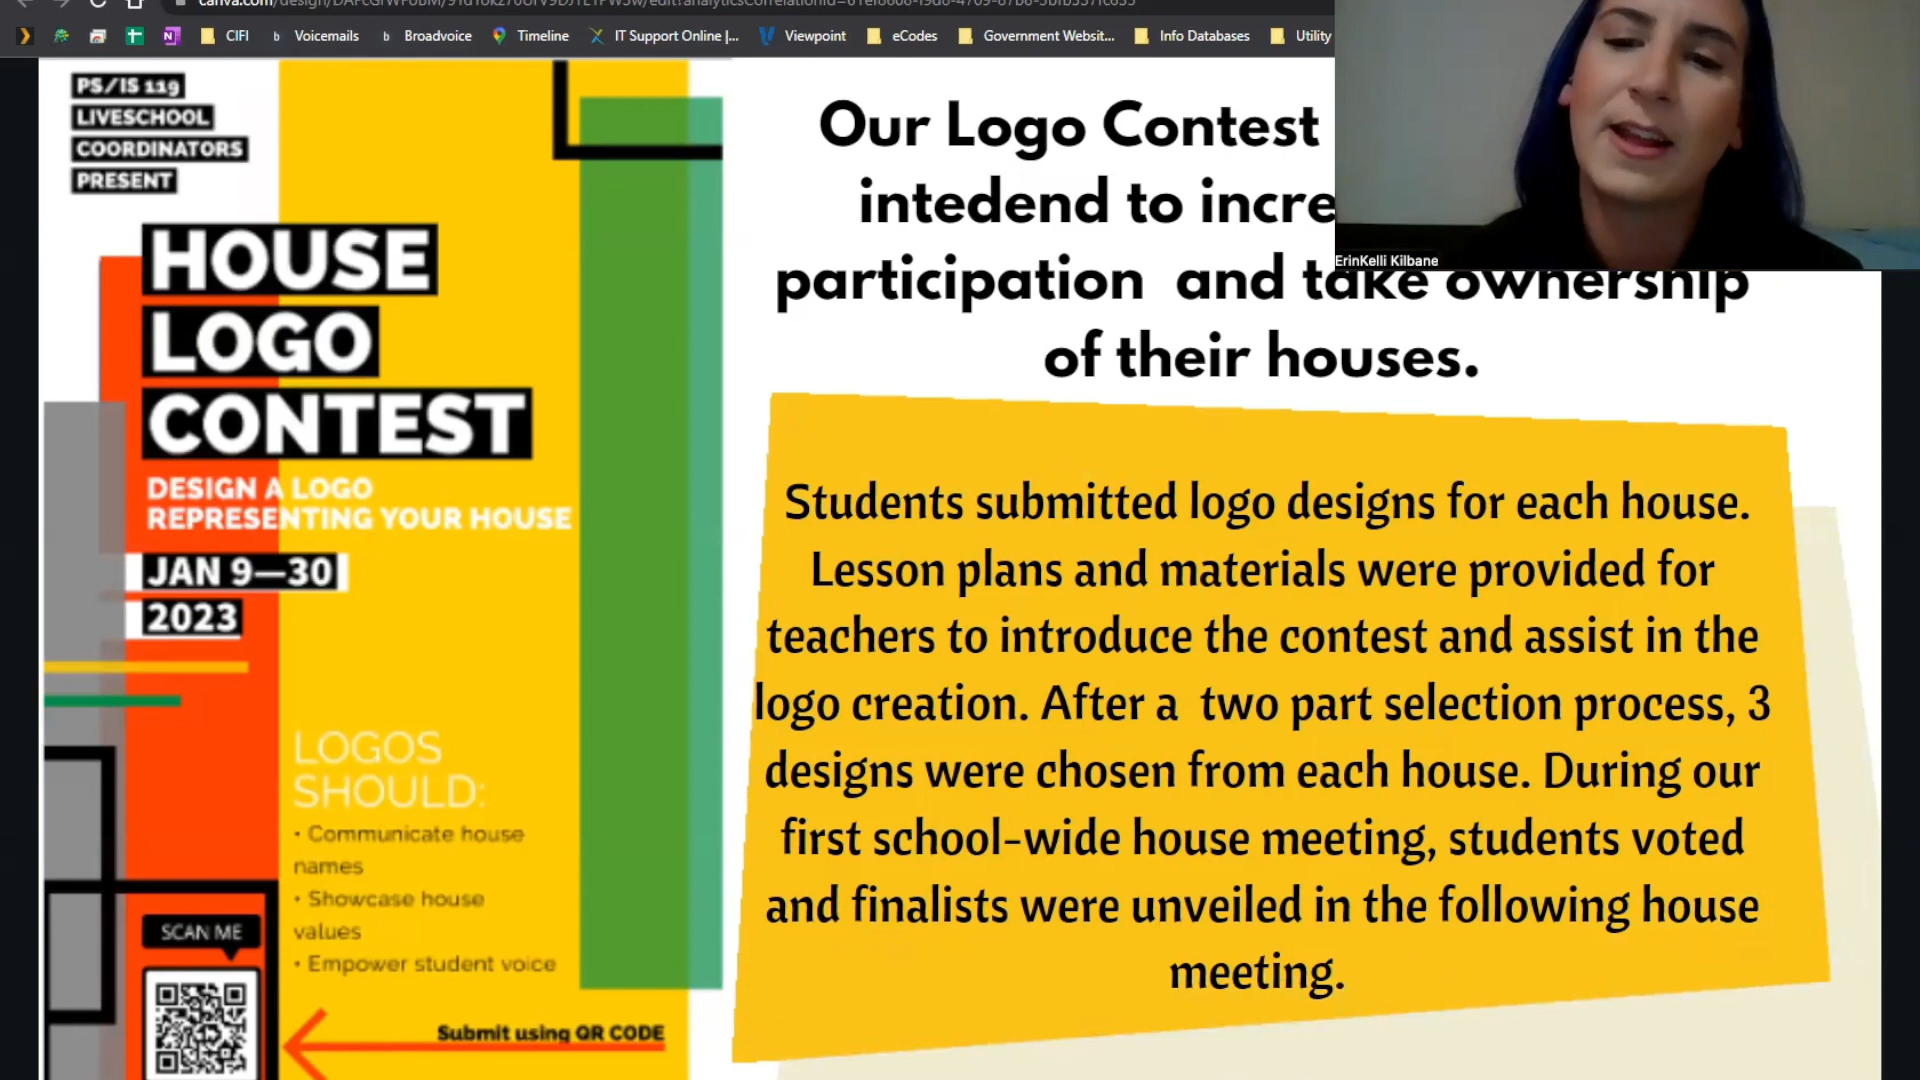 CIFI
Voicemails
Broadvoice
Timeline
IT Support Online |...
Viewpoint
eCodes
Government Websit...
Info Databases
Utility
PS/IS 119
LIVESCHOOL
COORDINATORS
PRESENT
HOUSE
LOGO
CONTEST
DESIGN A LOGO
REPRESENTING YOUR HOUSE
JAN 9—30
2023
LOGOS
SHOULD:
• Communicate house
names
• Showcase house
values
• Empower student voice
SCAN ME
Submit using QR CODE
Our Logo Contest
intedend to incre
participation and take ownership
of their houses.
ErinKelli Kilbane
Students submitted logo designs for each house.
Lesson plans and materials were provided for
teachers to introduce the contest and assist in the
logo creation. After a two part selection process, 3
designs were chosen from each house. During our
first school-wide house meeting, students voted
and finalists were unveiled in the following house
meeting.